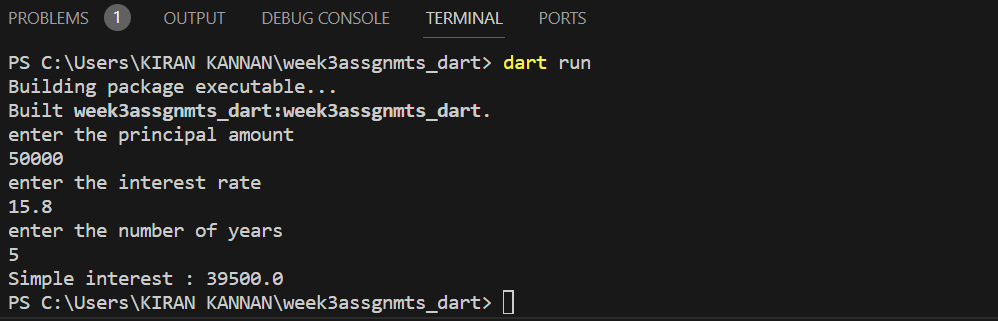 PROBLEMS 1 OUTPUT DEBUG CONSOLE TERMINAL PORTS
PS C:\Users\KIRAN KANNAN\week3assgnmts_dart> dart run
Building package executable...
Built week3assgnmts_dart:week3assgnmts_dart.
enter the principal amount
50000
enter the interest rate
15.8
enter the number of years
5
Simple interest : 39500.0
PS C:\Users\KIRAN KANNAN\week3assgnmts_dart>